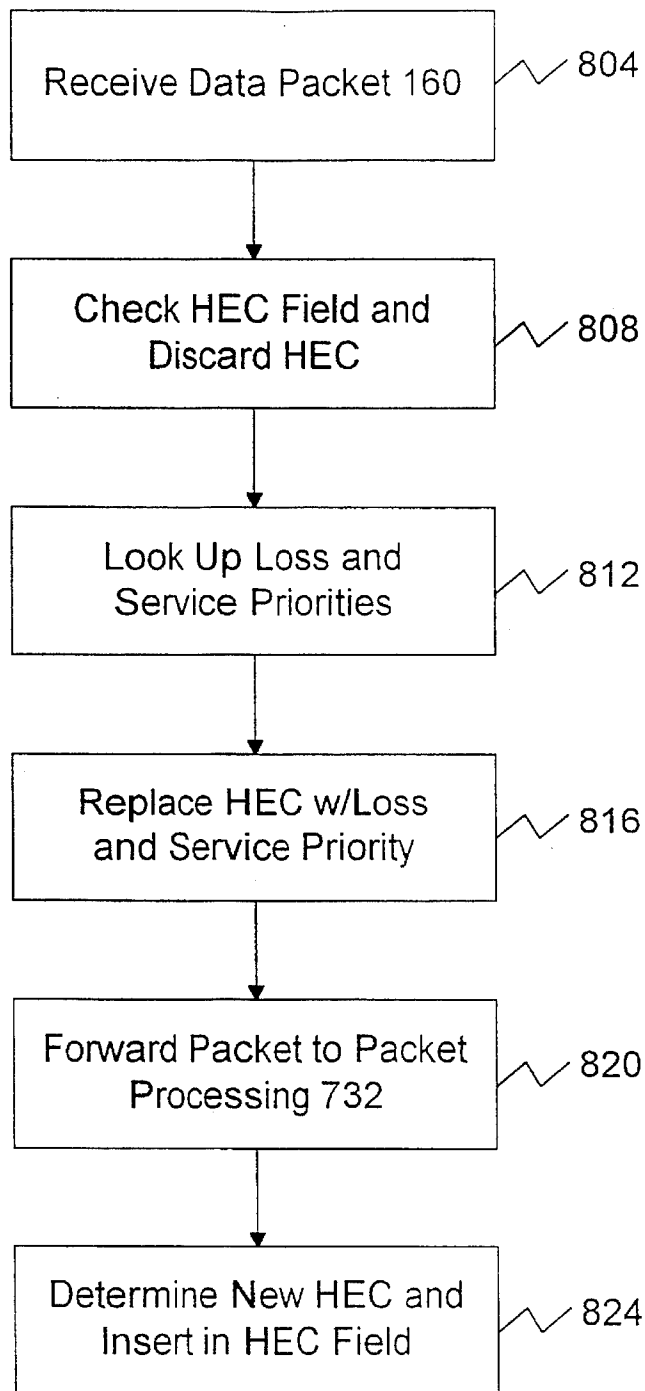 Receive Data Packet 160
804
Check HEC Field and
Discard HEC
808
Look Up Loss and
Service Priorities
812
Replace HEC w/Loss
and Service Priority
816
Forward Packet to Packet
Processing 732
820
Determine New HEC and
Insert in HEC Field
824